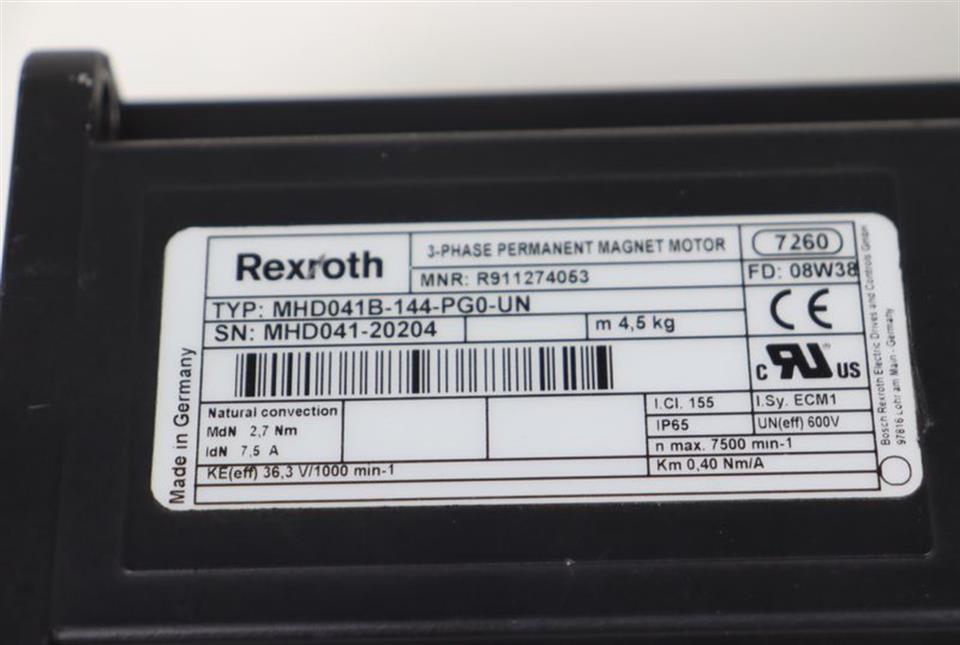 Rexroth
3-PHASE PERMANENT MAGNET MOTOR
7260
MNR: R911274053
FD: 08W38
TYP: MHD041B-144-PG0-UN
SN: MHD041-20204
m 4,5 kg
CE
C UR US
Made in Germany
Natural convection
MdN 2,7 Nm
IdN 7,5 A
I.Cl. 155
I.Sy. ECM1
IP65
UN(eff) 600V
n max. 7500 min-1
KE(eff) 36,3 V/1000 min-1
Km 0,40 Nm/A
Bosch Rexroth Electric Drives and Controls GmbH
97816 Lohr am Main - Germany